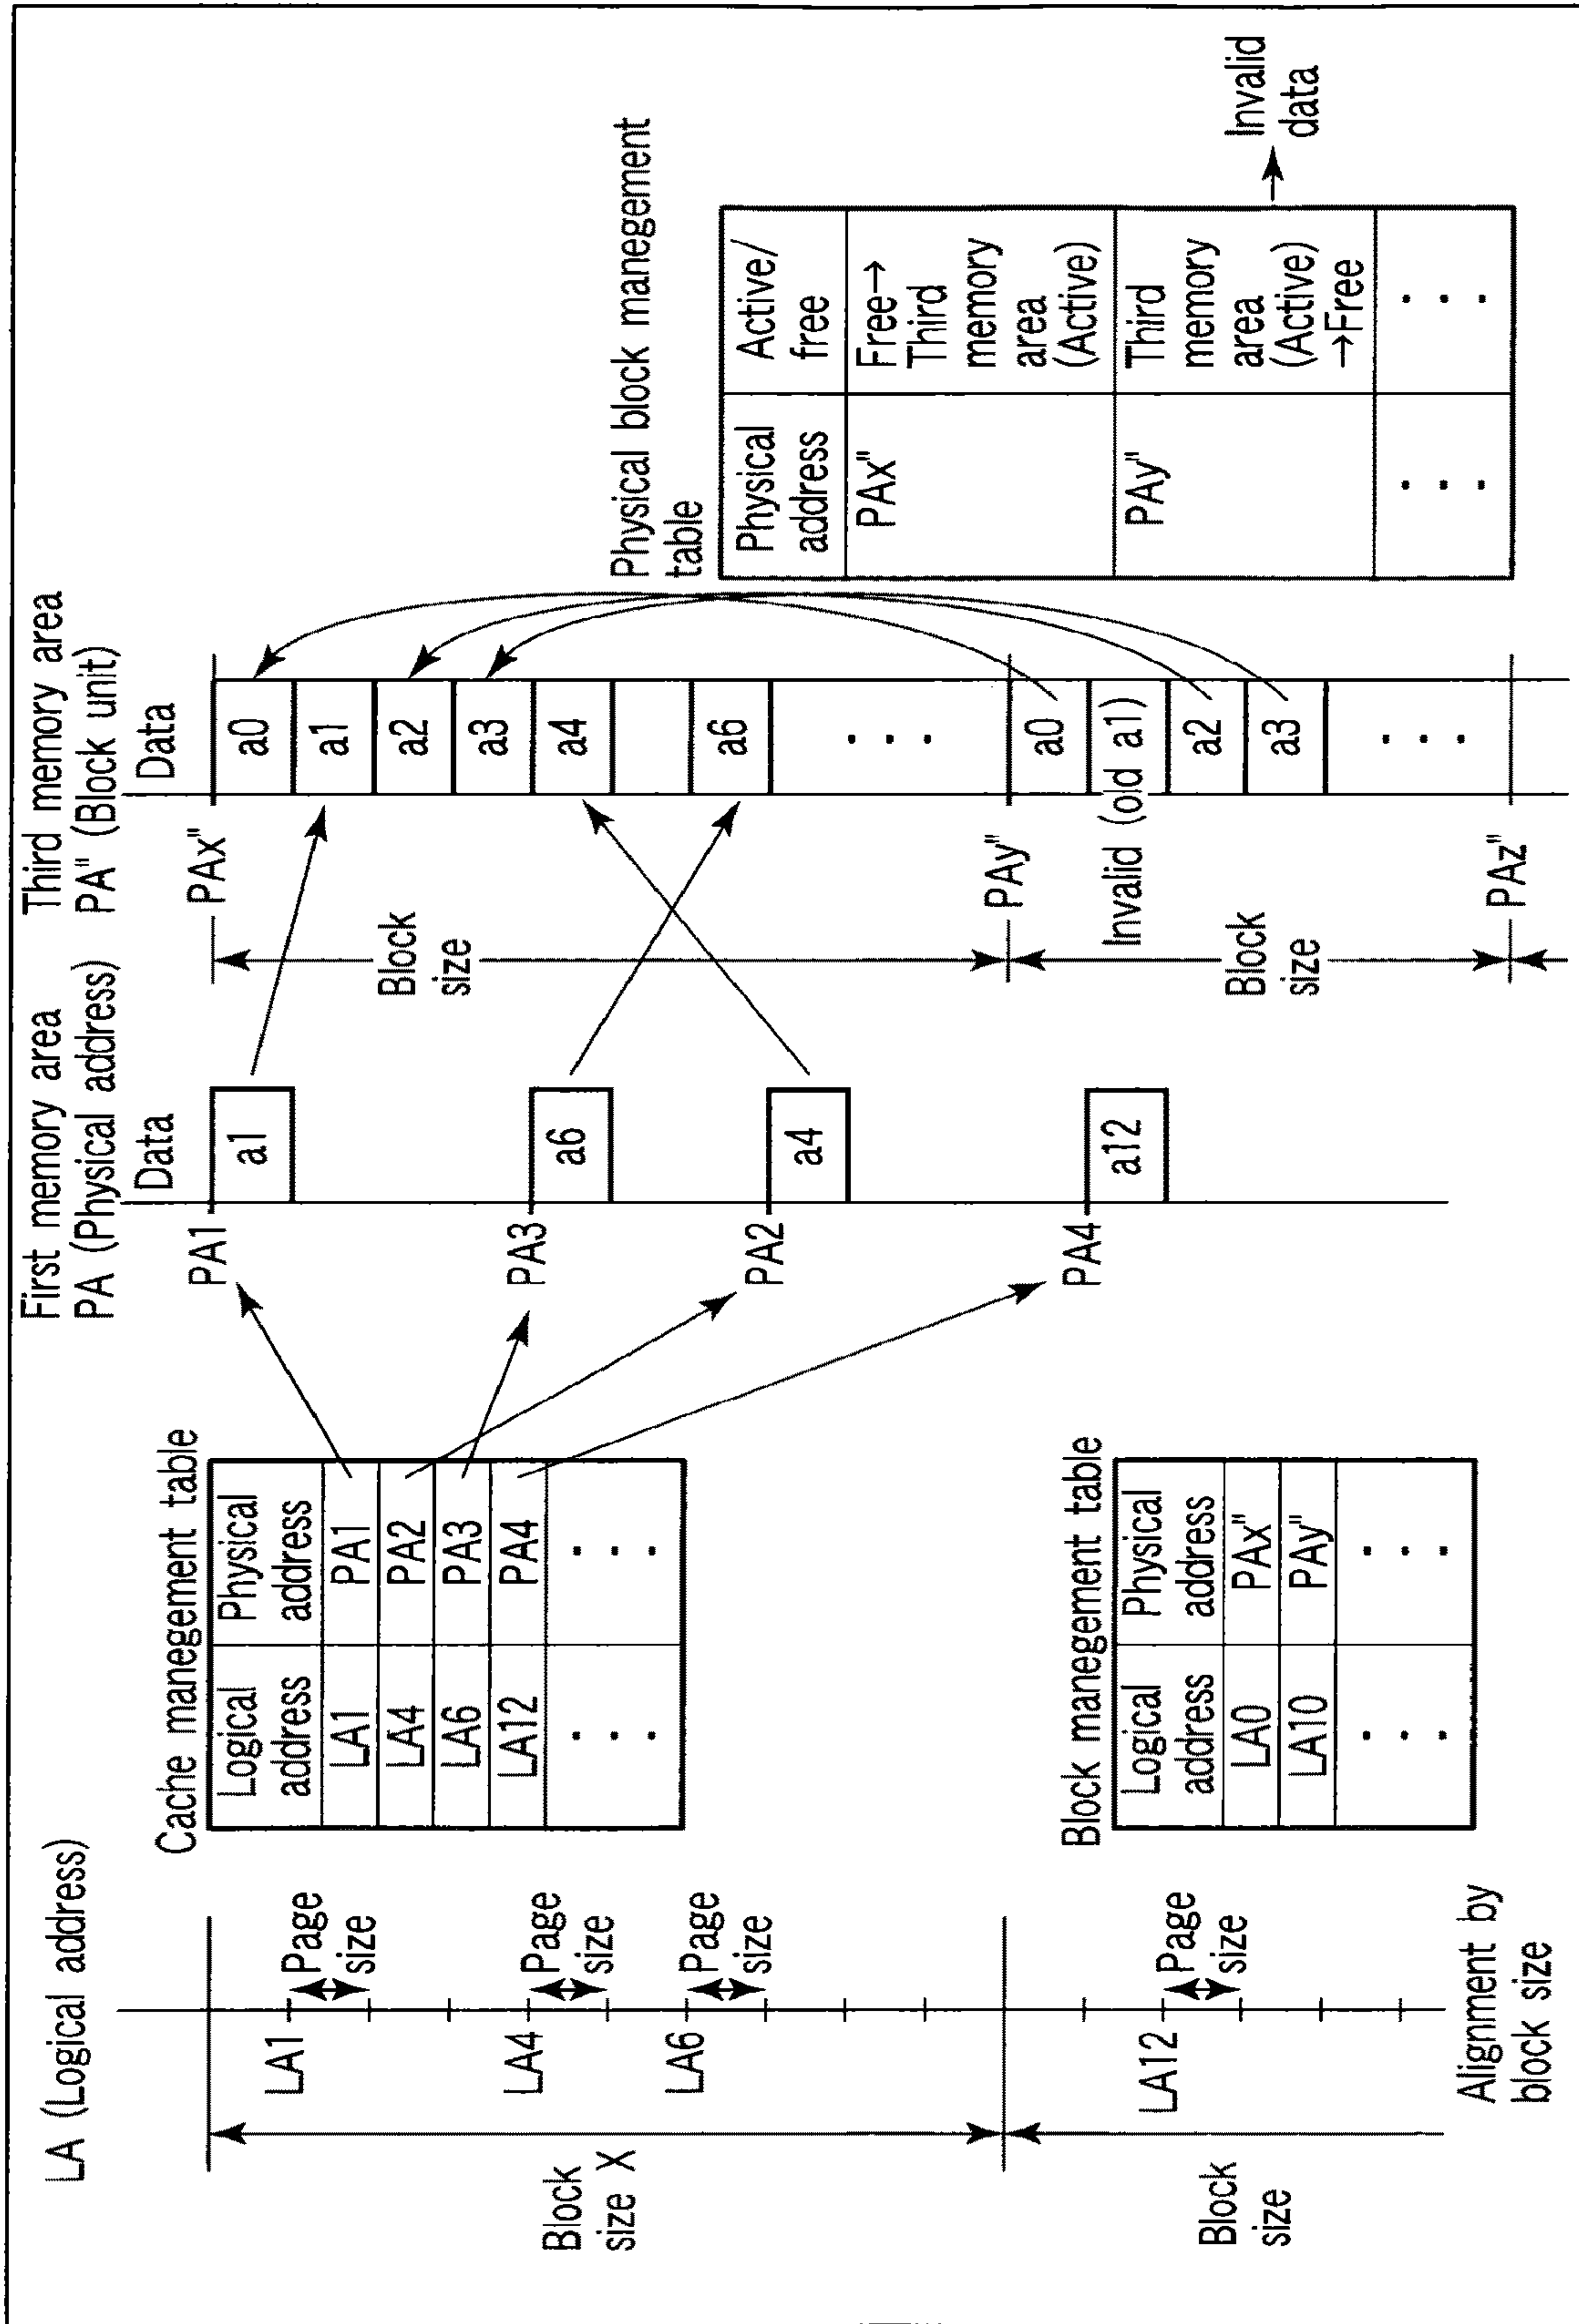 LA (Logical address)
Block
size X
Block
size
LA1
LA4
LA6
LA12
Page
size
Page
size
Page
size
Page
size
Alignment by
block size
Cache manegement table
Logical
address
Physical
address
LA1 PA1
LA4 PA2
LA6 PA3
LA12 PA4
. . . . . .
Block manegement table
Logical
address
Physical
address
LA0 PAx"
LA10 PAy"
. . . . . .
First memory area
PA (Physical address)
Data
PA1
a1
PA3
a6
PA2
a4
PA4
a12
Third memory area
PA" (Block unit)
Data
PAx"
Block
size
PAy"
Invalid (old a1)
Block
size
PAz"
a0
a1
a2
a3
a4
a6
. . .
a0
a2
a3
. . .
Physical block manegement
table
Physical
address
Active/
free
PAx"
Free→
Third
memory
area
(Active)
PAy"
Third
memory
area
(Active)
→Free
. . . . . .
Invalid
data